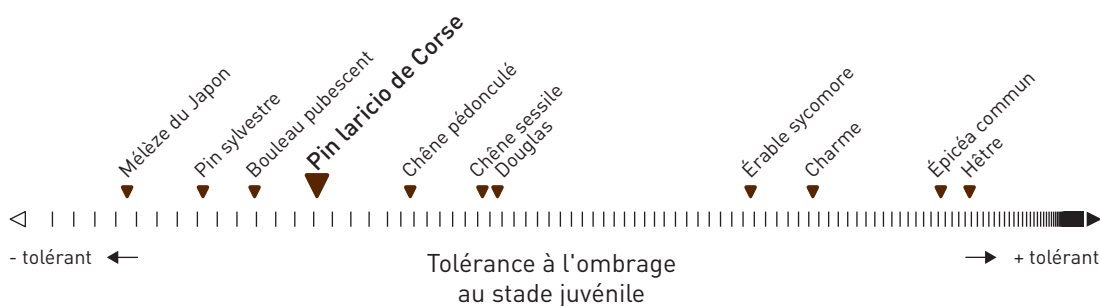 Mélèze du Japon
Pin sylvestre
Bouleau pubescent
Pin laricio de Corse
Chêne pédonculé
Chêne sessile
Douglas
Érable sycomore
Charme
Épicéa commun
Hêtre
- tolérant
Tolérance à l'ombrage
au stade juvénile
+ tolérant